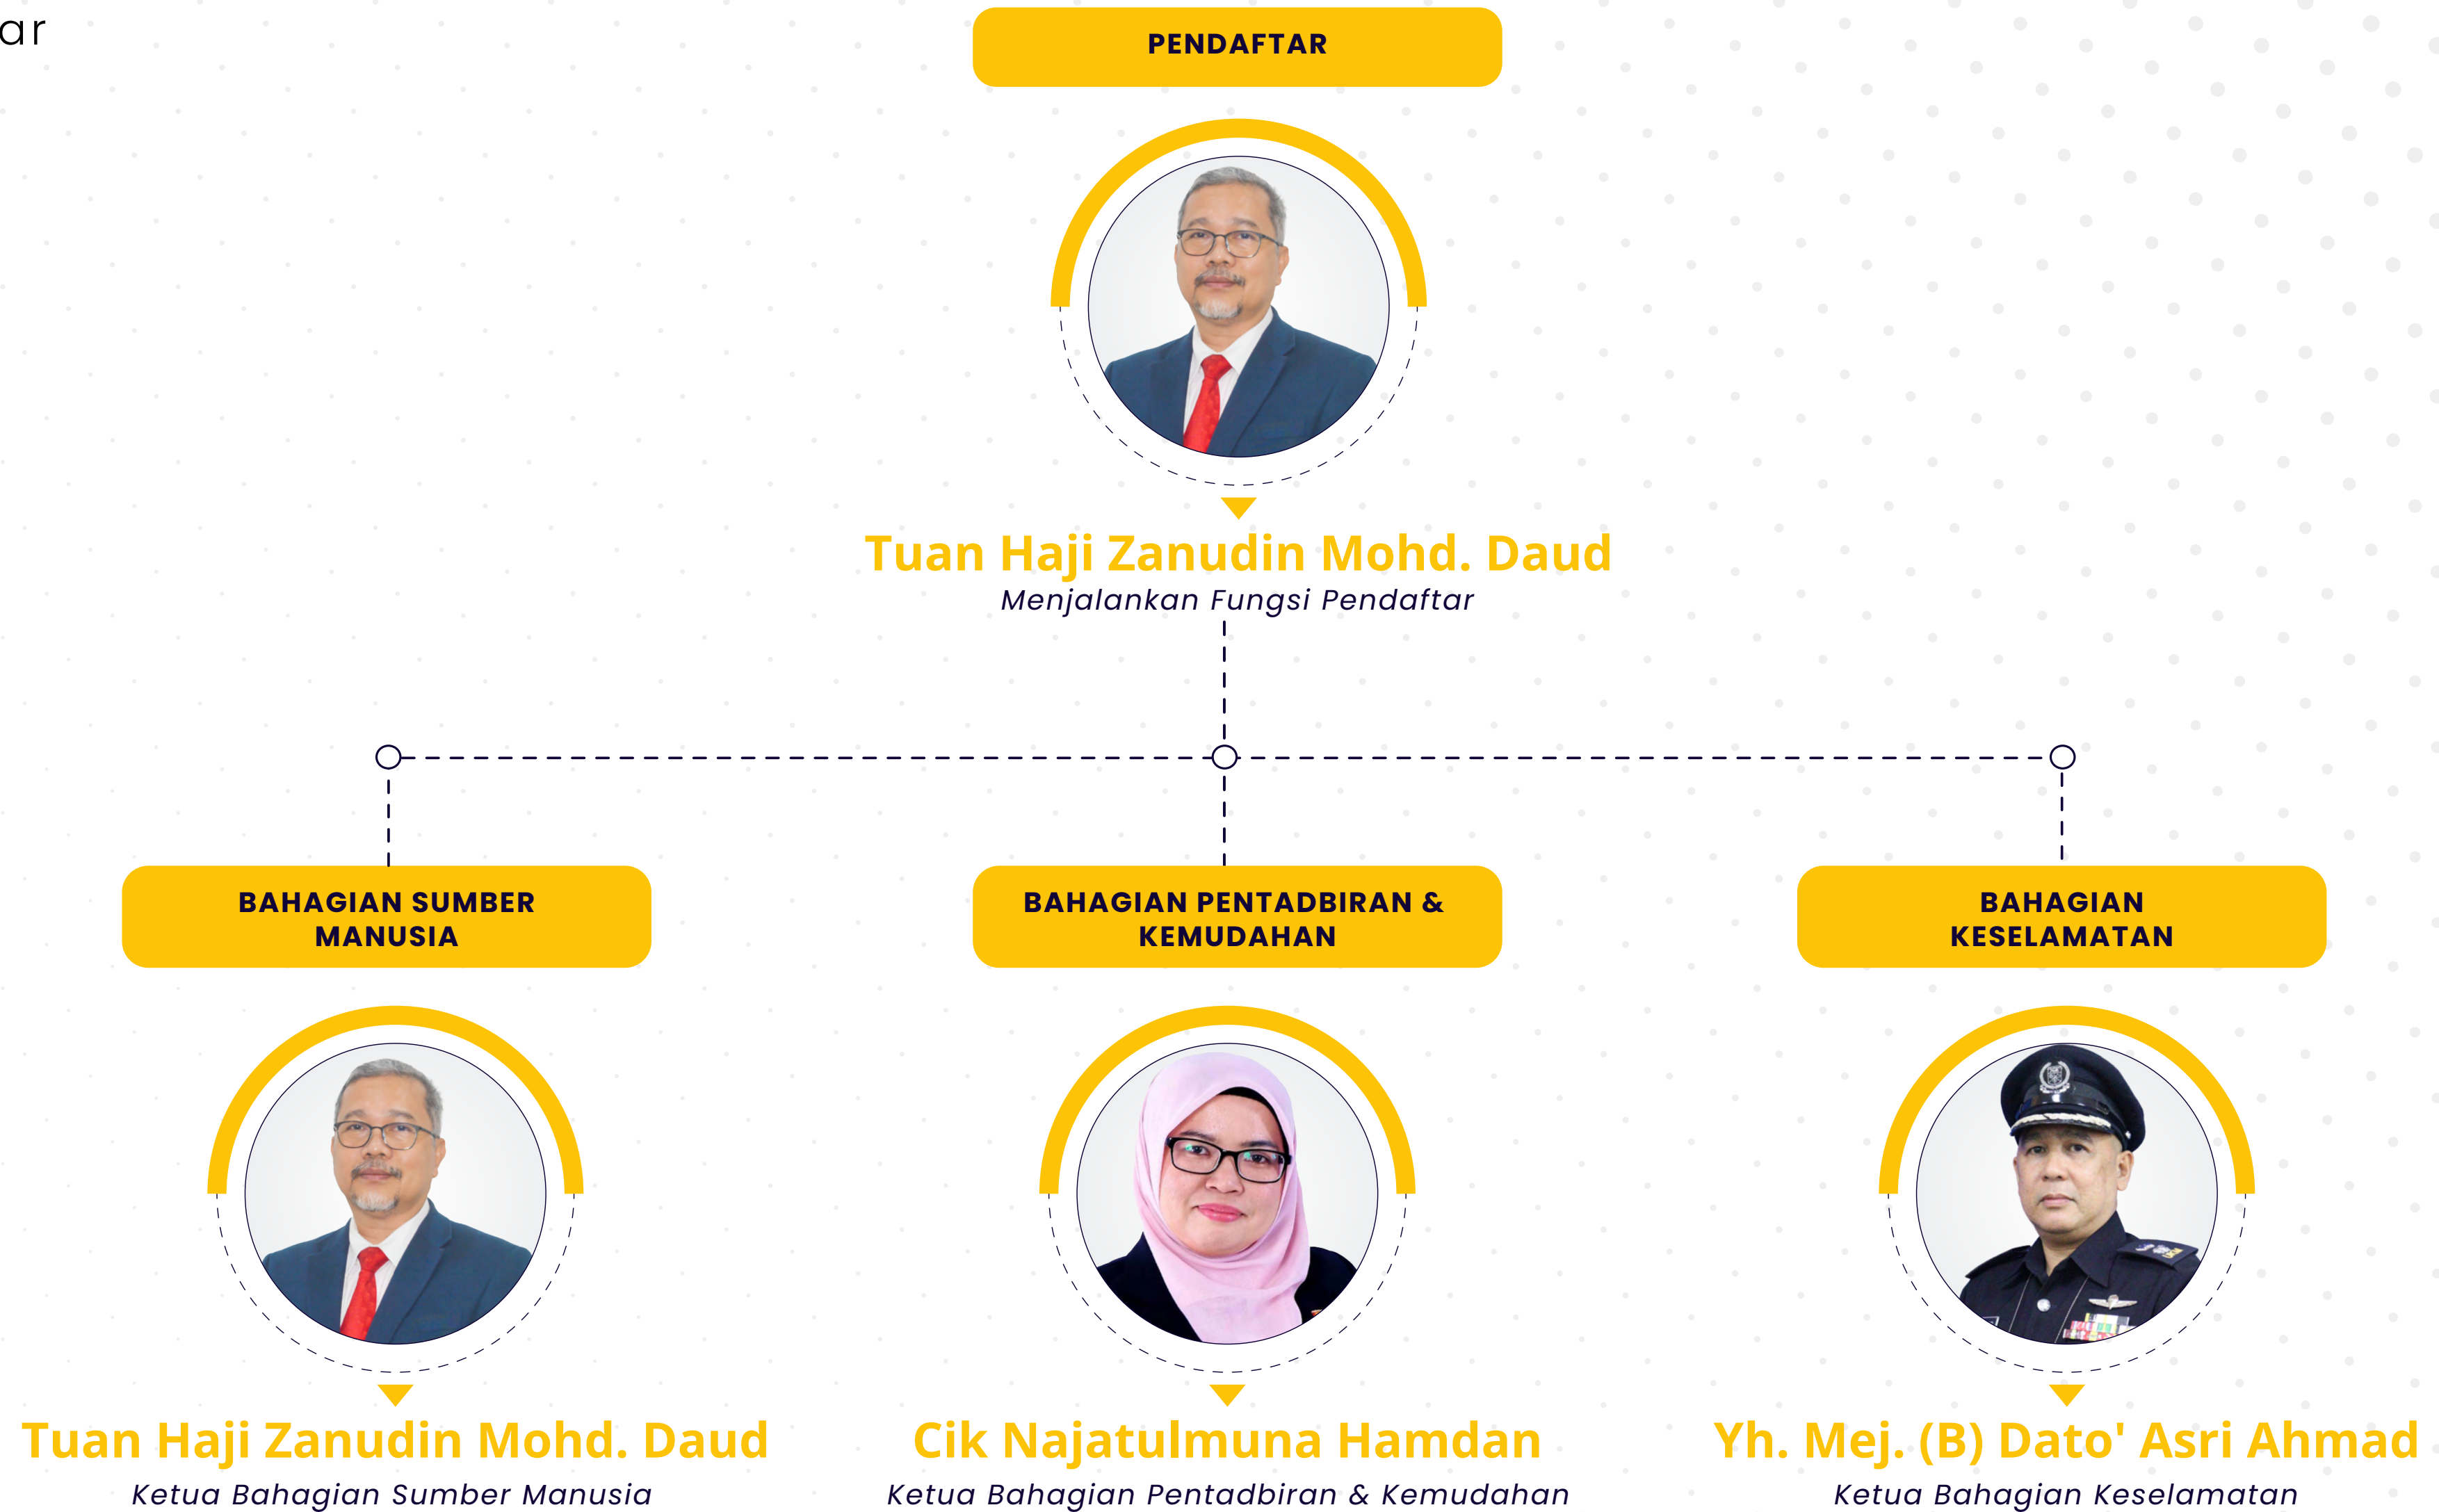 ar
PENDAFTAR
Tuan Haji Zanudin Mohd. Daud
Menjalankan Fungsi Pendaftar
BAHAGIAN SUMBER
MANUSIA
BAHAGIAN PENTADBIRAN &
KEMUDAHAN
BAHAGIAN
KESELAMATAN
Tuan Haji Zanudin Mohd. Daud
Ketua Bahagian Sumber Manusia
Cik Najatulmuna Hamdan
Ketua Bahagian Pentadbiran & Kemudahan
Yh. Mej. (B) Dato' Asri Ahmad
Ketua Bahagian Keselamatan